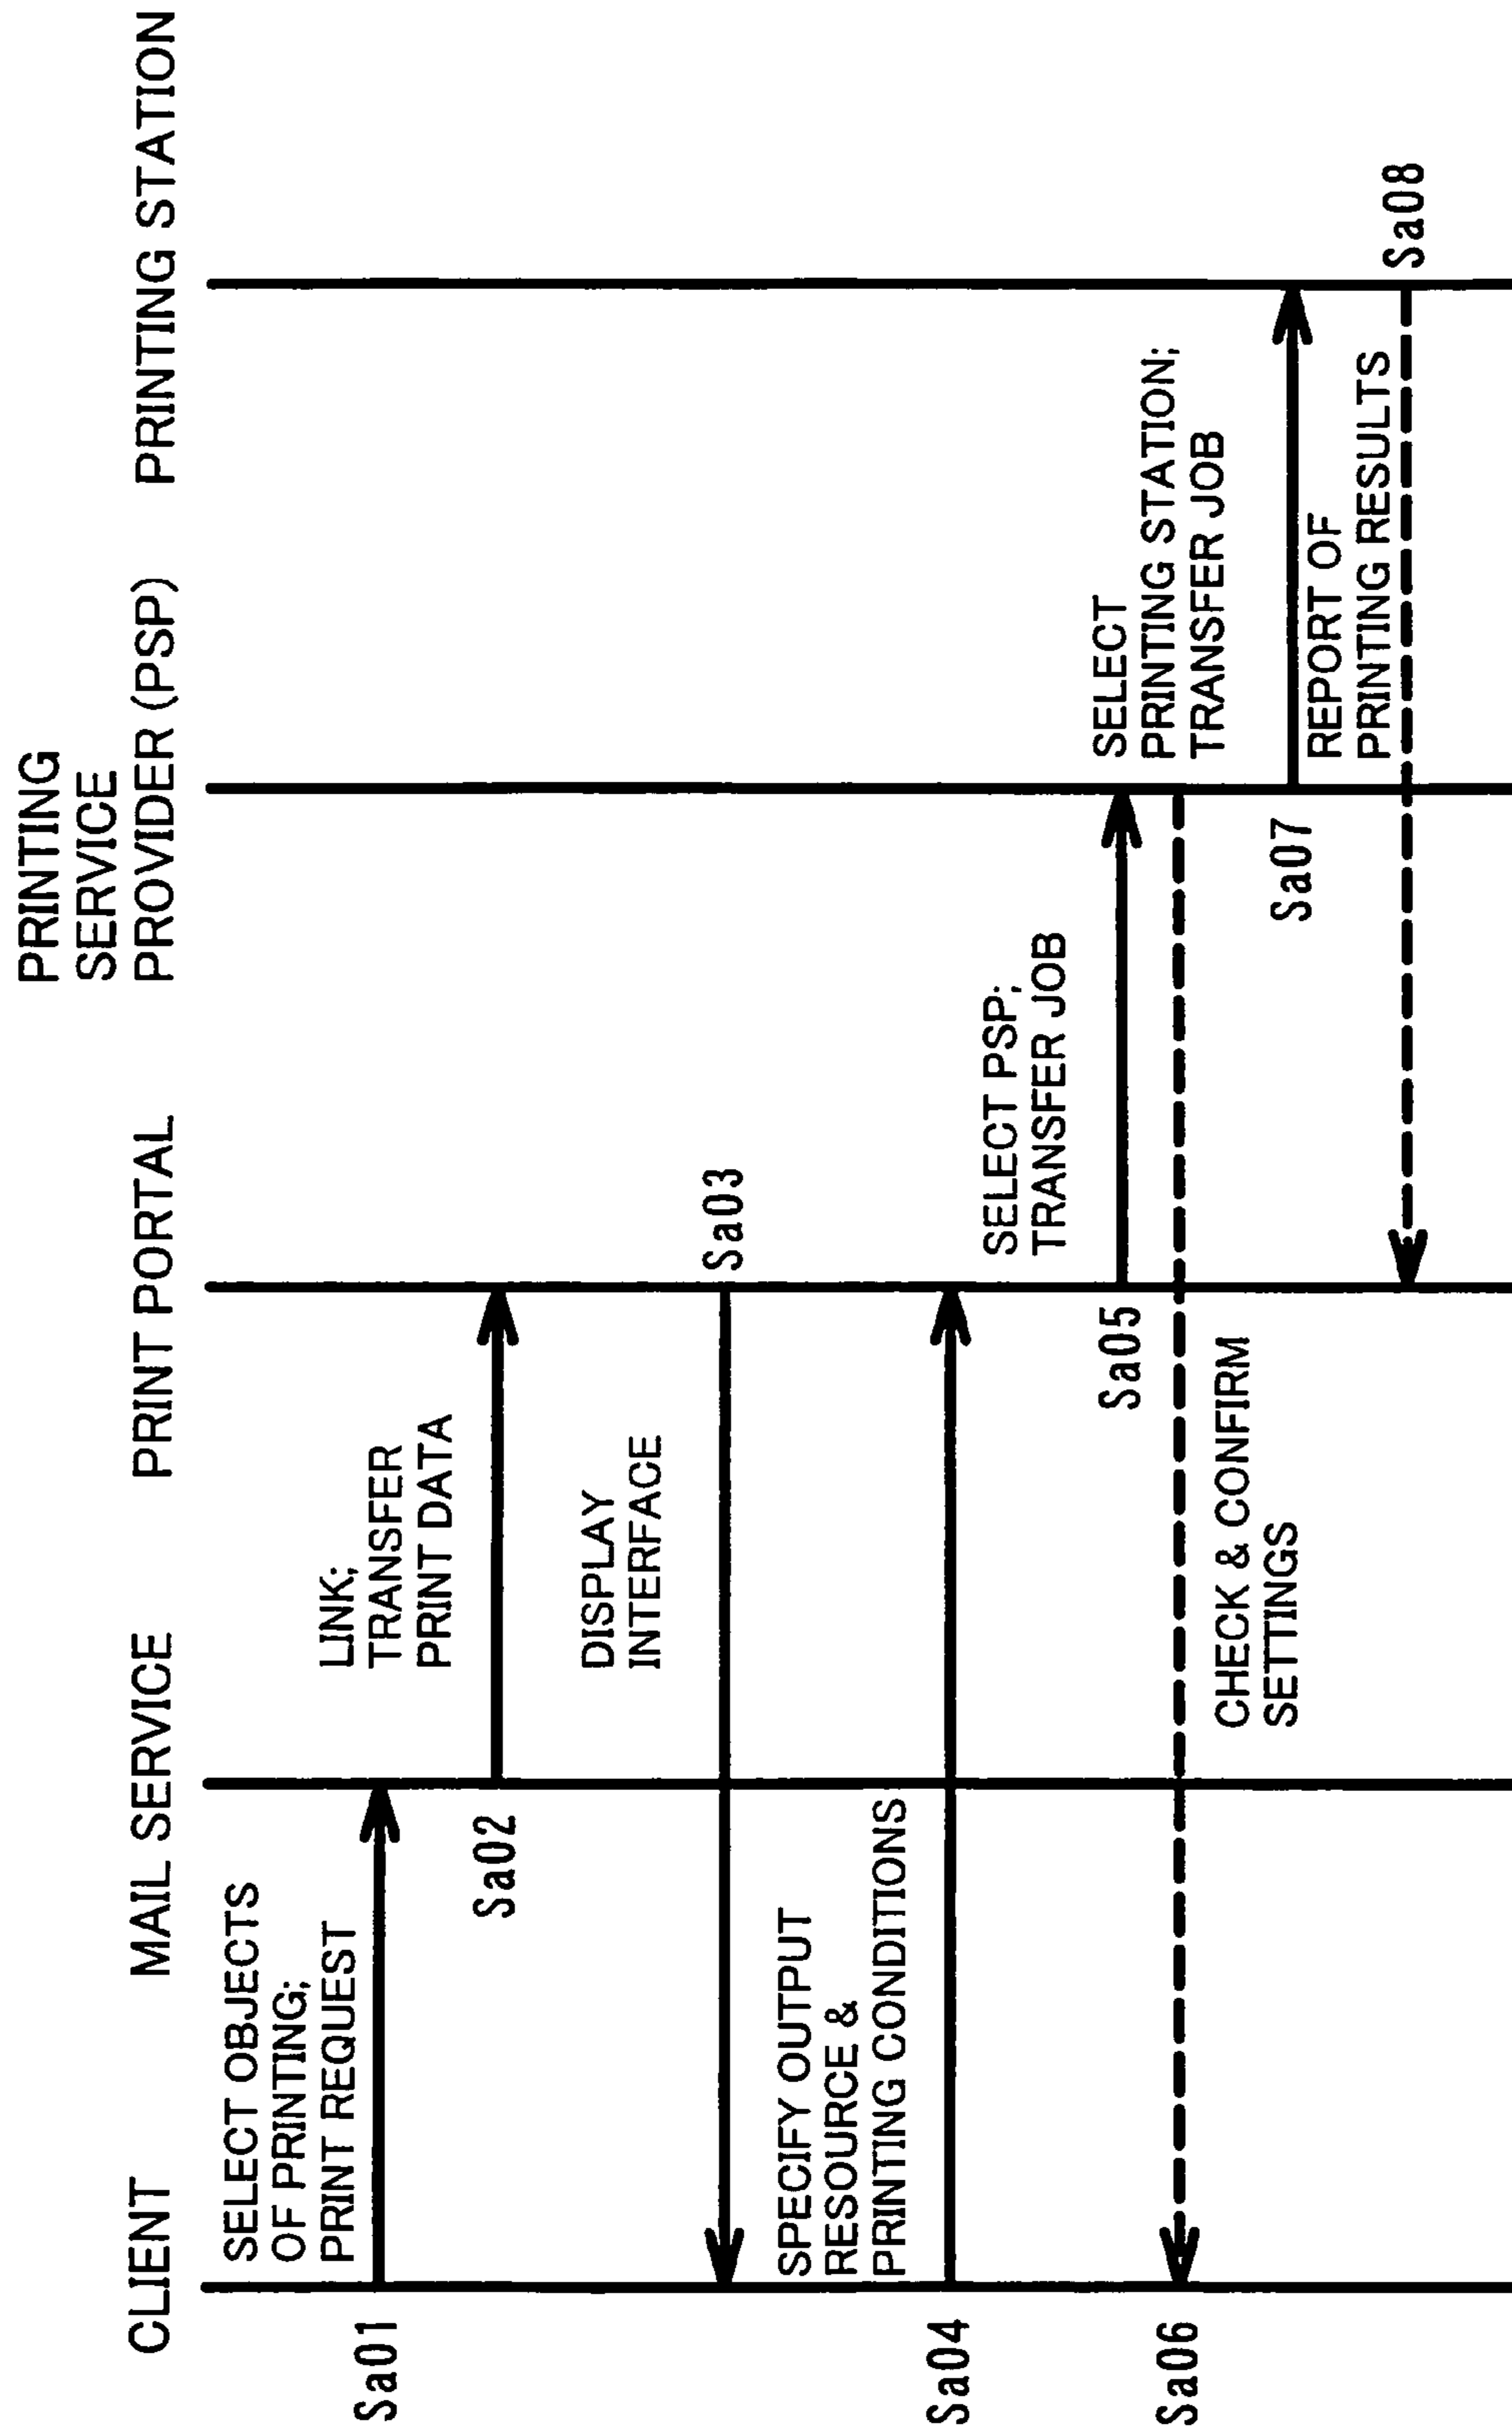 CLIENT
MAIL SERVICE
PRINT PORTAL
PRINTING
SERVICE
PROVIDER (PSP)
PRINTING STATION
SELECT OBJECTS
OF PRINTING;
PRINT REQUEST
Sa01
LINK;
TRANSFER
PRINT DATA
Sa02
DISPLAY
INTERFACE
Sa03
SPECIFY OUTPUT
RESOURCE &
PRINTING CONDITIONS
Sa04
SELECT PSP;
TRANSFER JOB
Sa05
Sa06
CHECK & CONFIRM
SETTINGS
SELECT
PRINTING STATION;
TRANSFER JOB
Sa07
REPORT OF
PRINTING RESULTS
Sa08